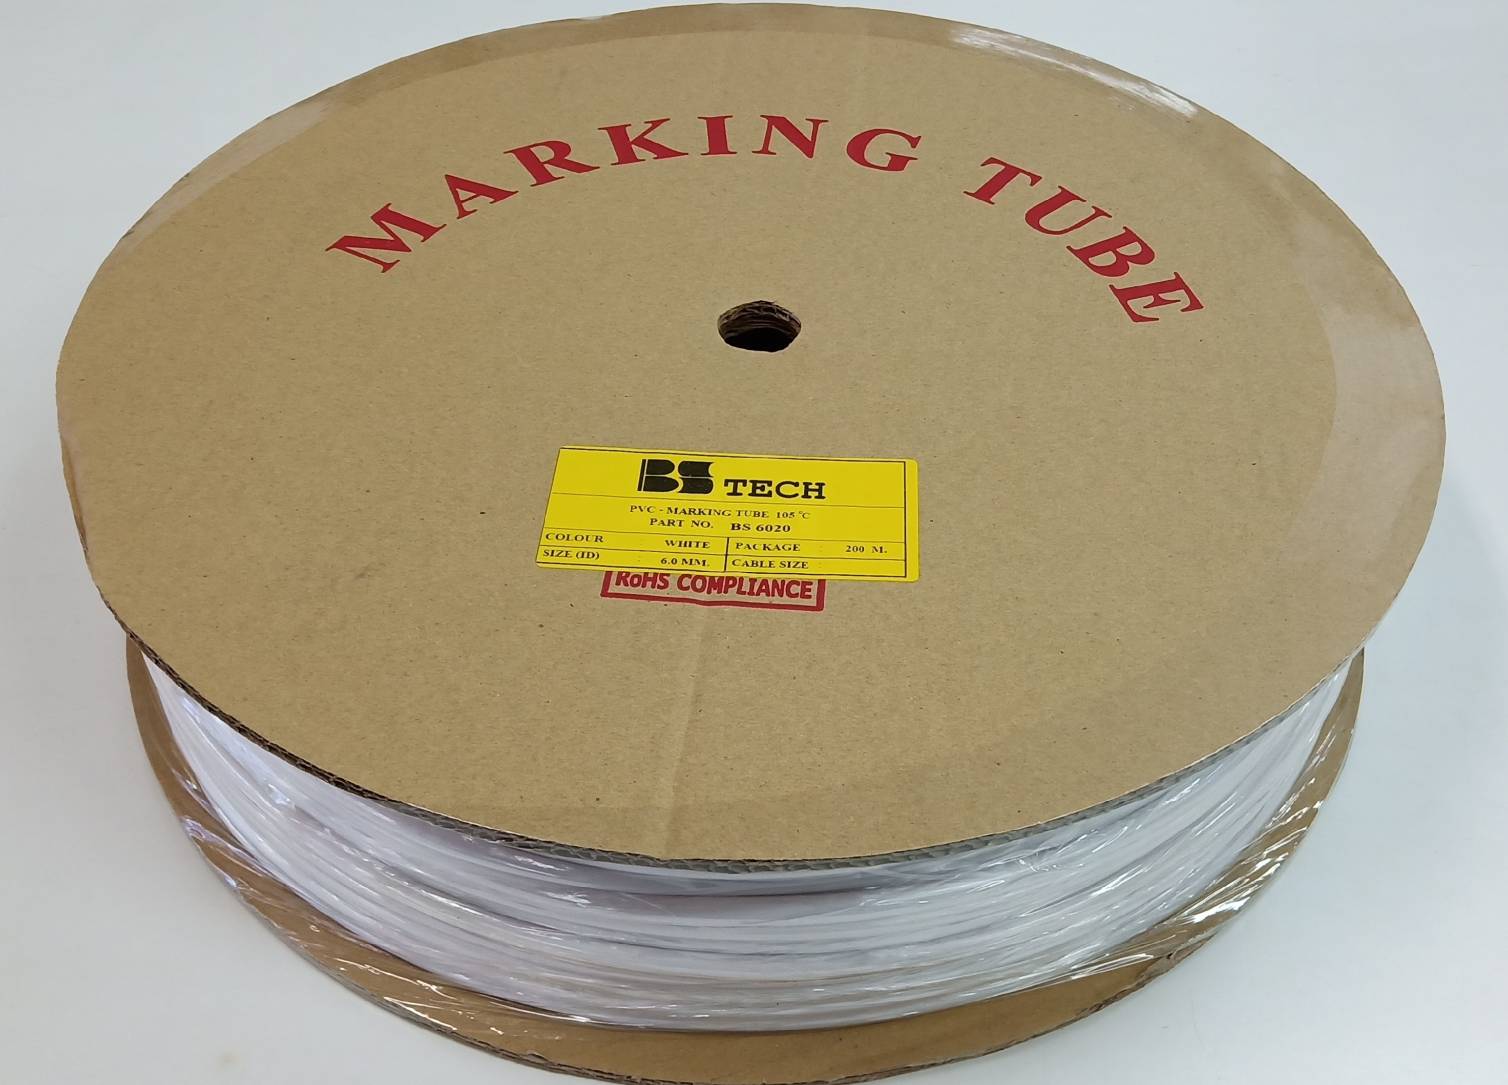 MARKING TUBE
BS TECH
PVC - MARKING TUBE 105 °C
PART NO. BS 6020
COLOUR : WHITE PACKAGE : 200 M.
SIZE (ID) : 6.0 MM. CABLE SIZE :
RoHS COMPLIANCE